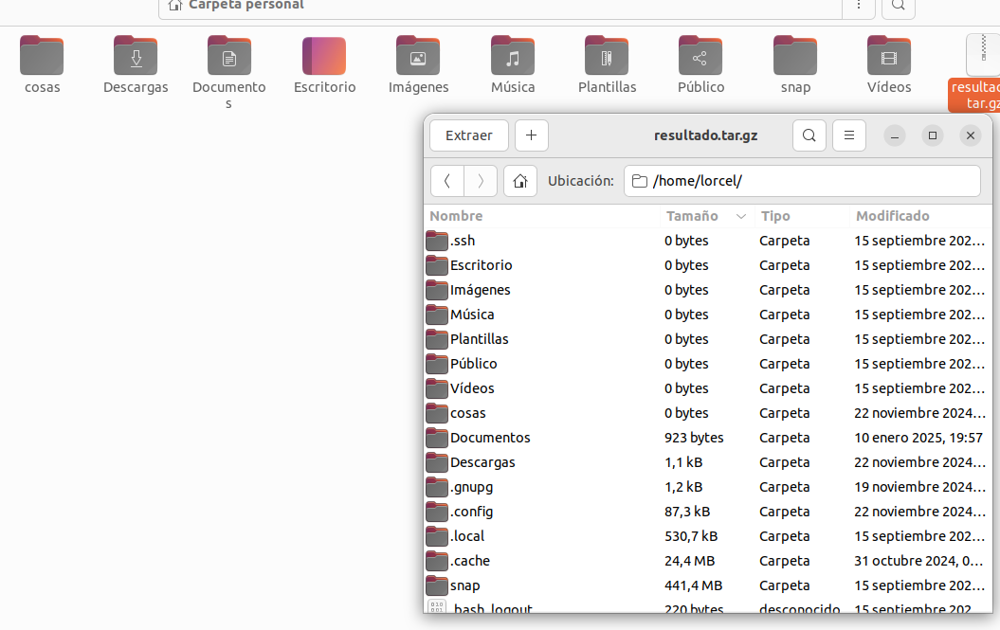 Carpeta personal
cosas
Descargas
Documento
s
Escritorio
Imágenes
Música
Plantillas
Público
snap
Vídeos
resultado.
tar.gz
Extraer
resultado.tar.gz
Ubicación: /home/lorcel/
Nombre Tamaño Tipo Modificado
.ssh 0 bytes Carpeta 15 septiembre 202...
Escritorio 0 bytes Carpeta 15 septiembre 202...
Imágenes 0 bytes Carpeta 15 septiembre 202...
Música 0 bytes Carpeta 15 septiembre 202...
Plantillas 0 bytes Carpeta 15 septiembre 202...
Público 0 bytes Carpeta 15 septiembre 202...
Vídeos 0 bytes Carpeta 15 septiembre 202...
cosas 0 bytes Carpeta 22 noviembre 2024...
Documentos 923 bytes Carpeta 10 enero 2025, 19:57
Descargas 1,1 kB Carpeta 22 noviembre 2024...
.gnupg 1,2 kB Carpeta 19 noviembre 2024...
.config 87,3 kB Carpeta 22 noviembre 2024...
.local 530,7 kB Carpeta 15 septiembre 202...
.cache 24,4 MB Carpeta 31 octubre 2024, 0...
snap 441,4 MB Carpeta 15 septiembre 202...
.bash_logout 220 bytes desconocido 15 septiembre 202...